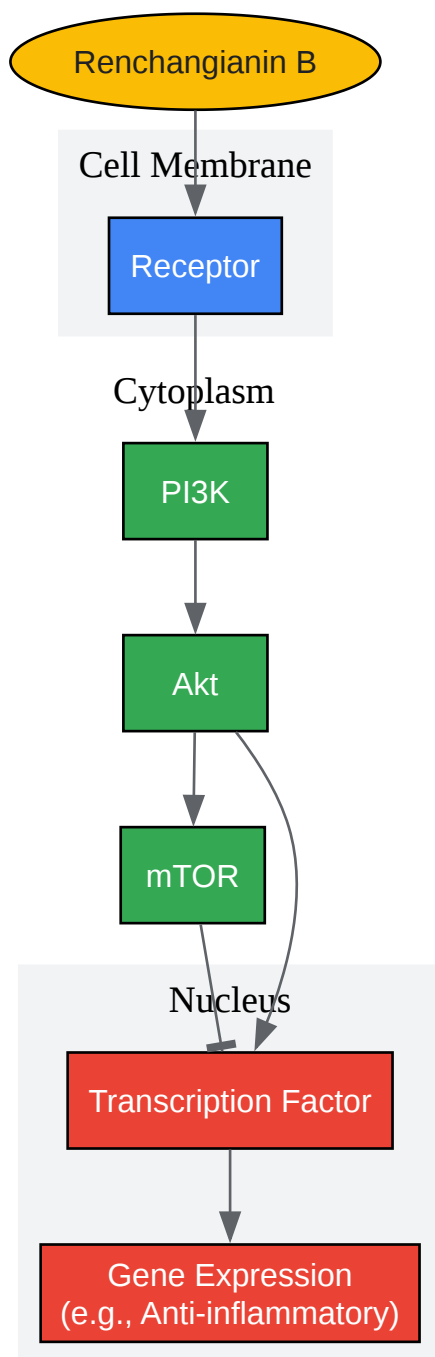 Renchangianin B
Cell Membrane
Receptor
Cytoplasm
PI3K
Akt
mTOR
Nucleus
Transcription Factor
Gene Expression
(e.g., Anti-inflammatory)